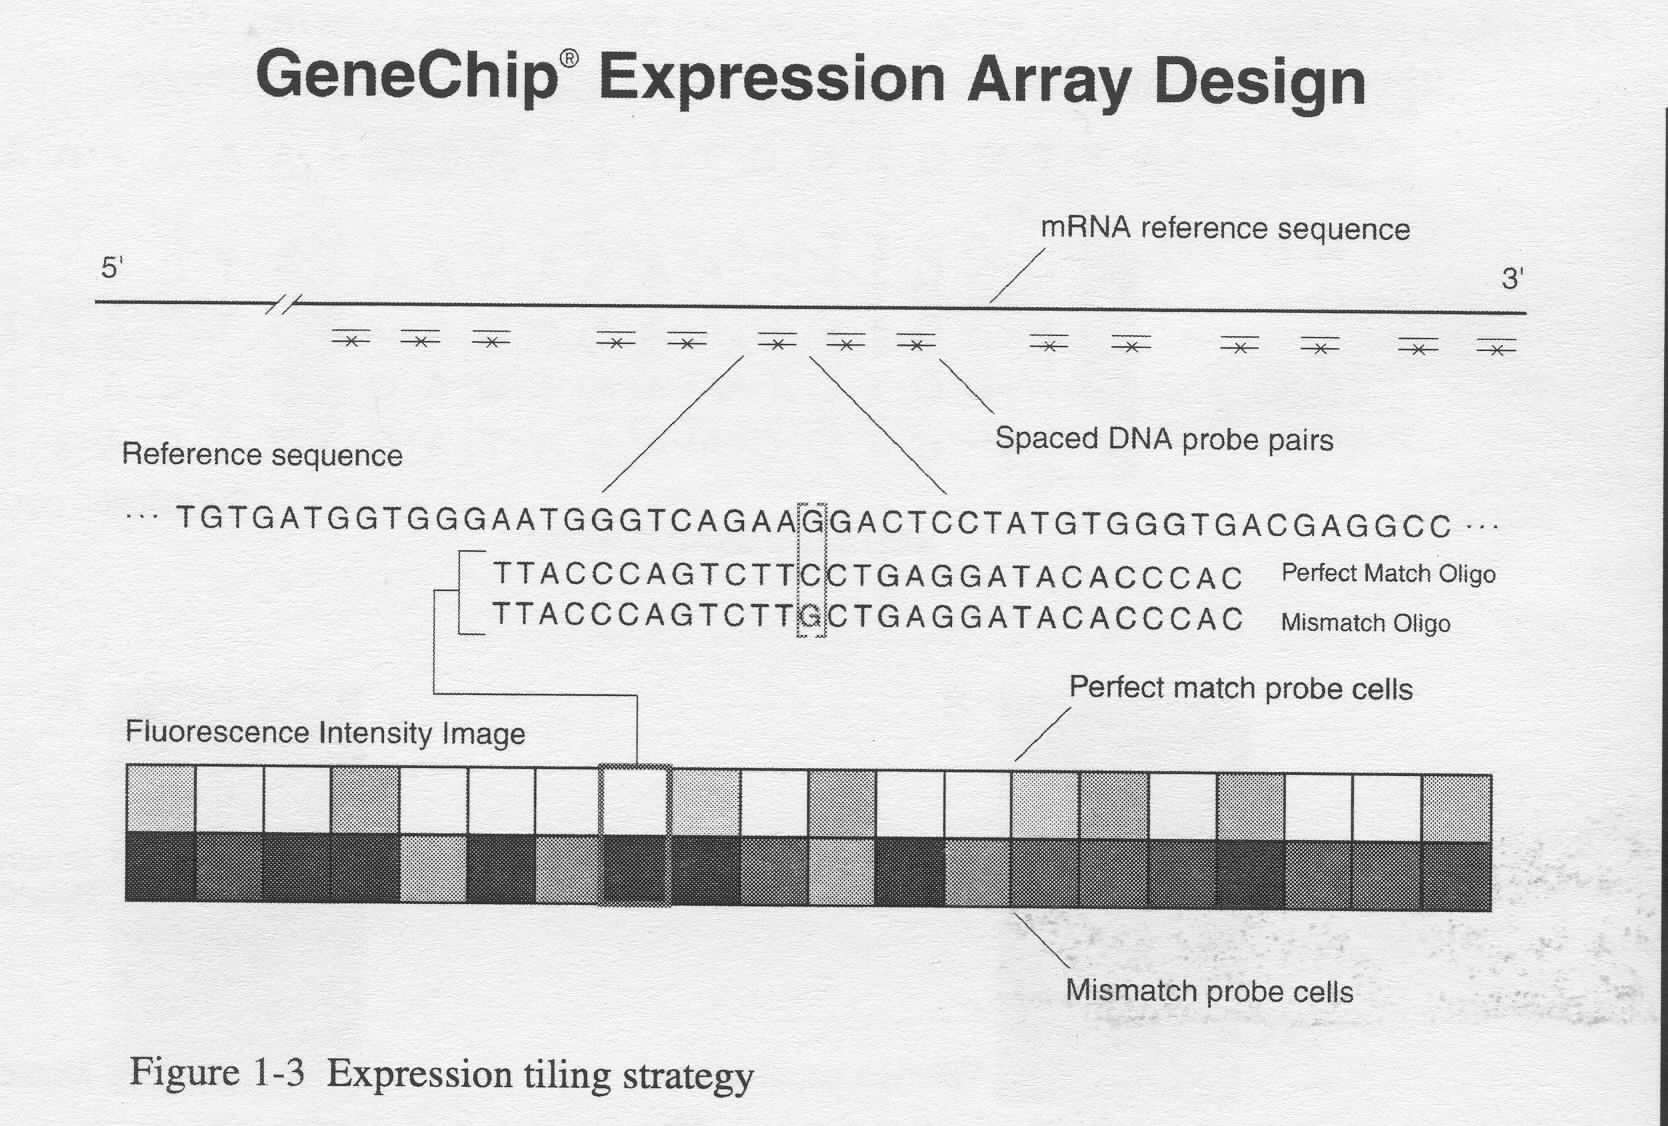 GeneChip® Expression Array Design
mRNA reference sequence
5'
3'
Spaced DNA probe pairs
Reference sequence
··· TGTGATGGTGGGAATGGGTCAGAAGGACTCCTATGTGGGTGACGAGGCC ···
TTACCCAGTCTTCCTGAGGATACACCCAC Perfect Match Oligo
TTACCCAGTCTTGCTGAGGATACACCCAC Mismatch Oligo
Perfect match probe cells
Fluorescence Intensity Image
Mismatch probe cells
Figure 1-3 Expression tiling strategy